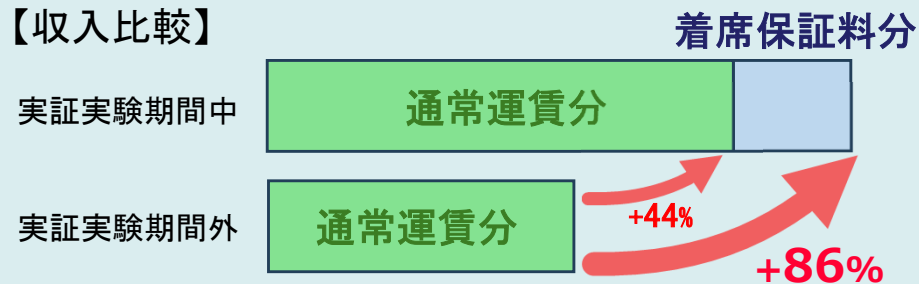 【収入比較】
着席保証料分
実証実験期間中
通常運賃分
実証実験期間外
通常運賃分
+44%
+86%